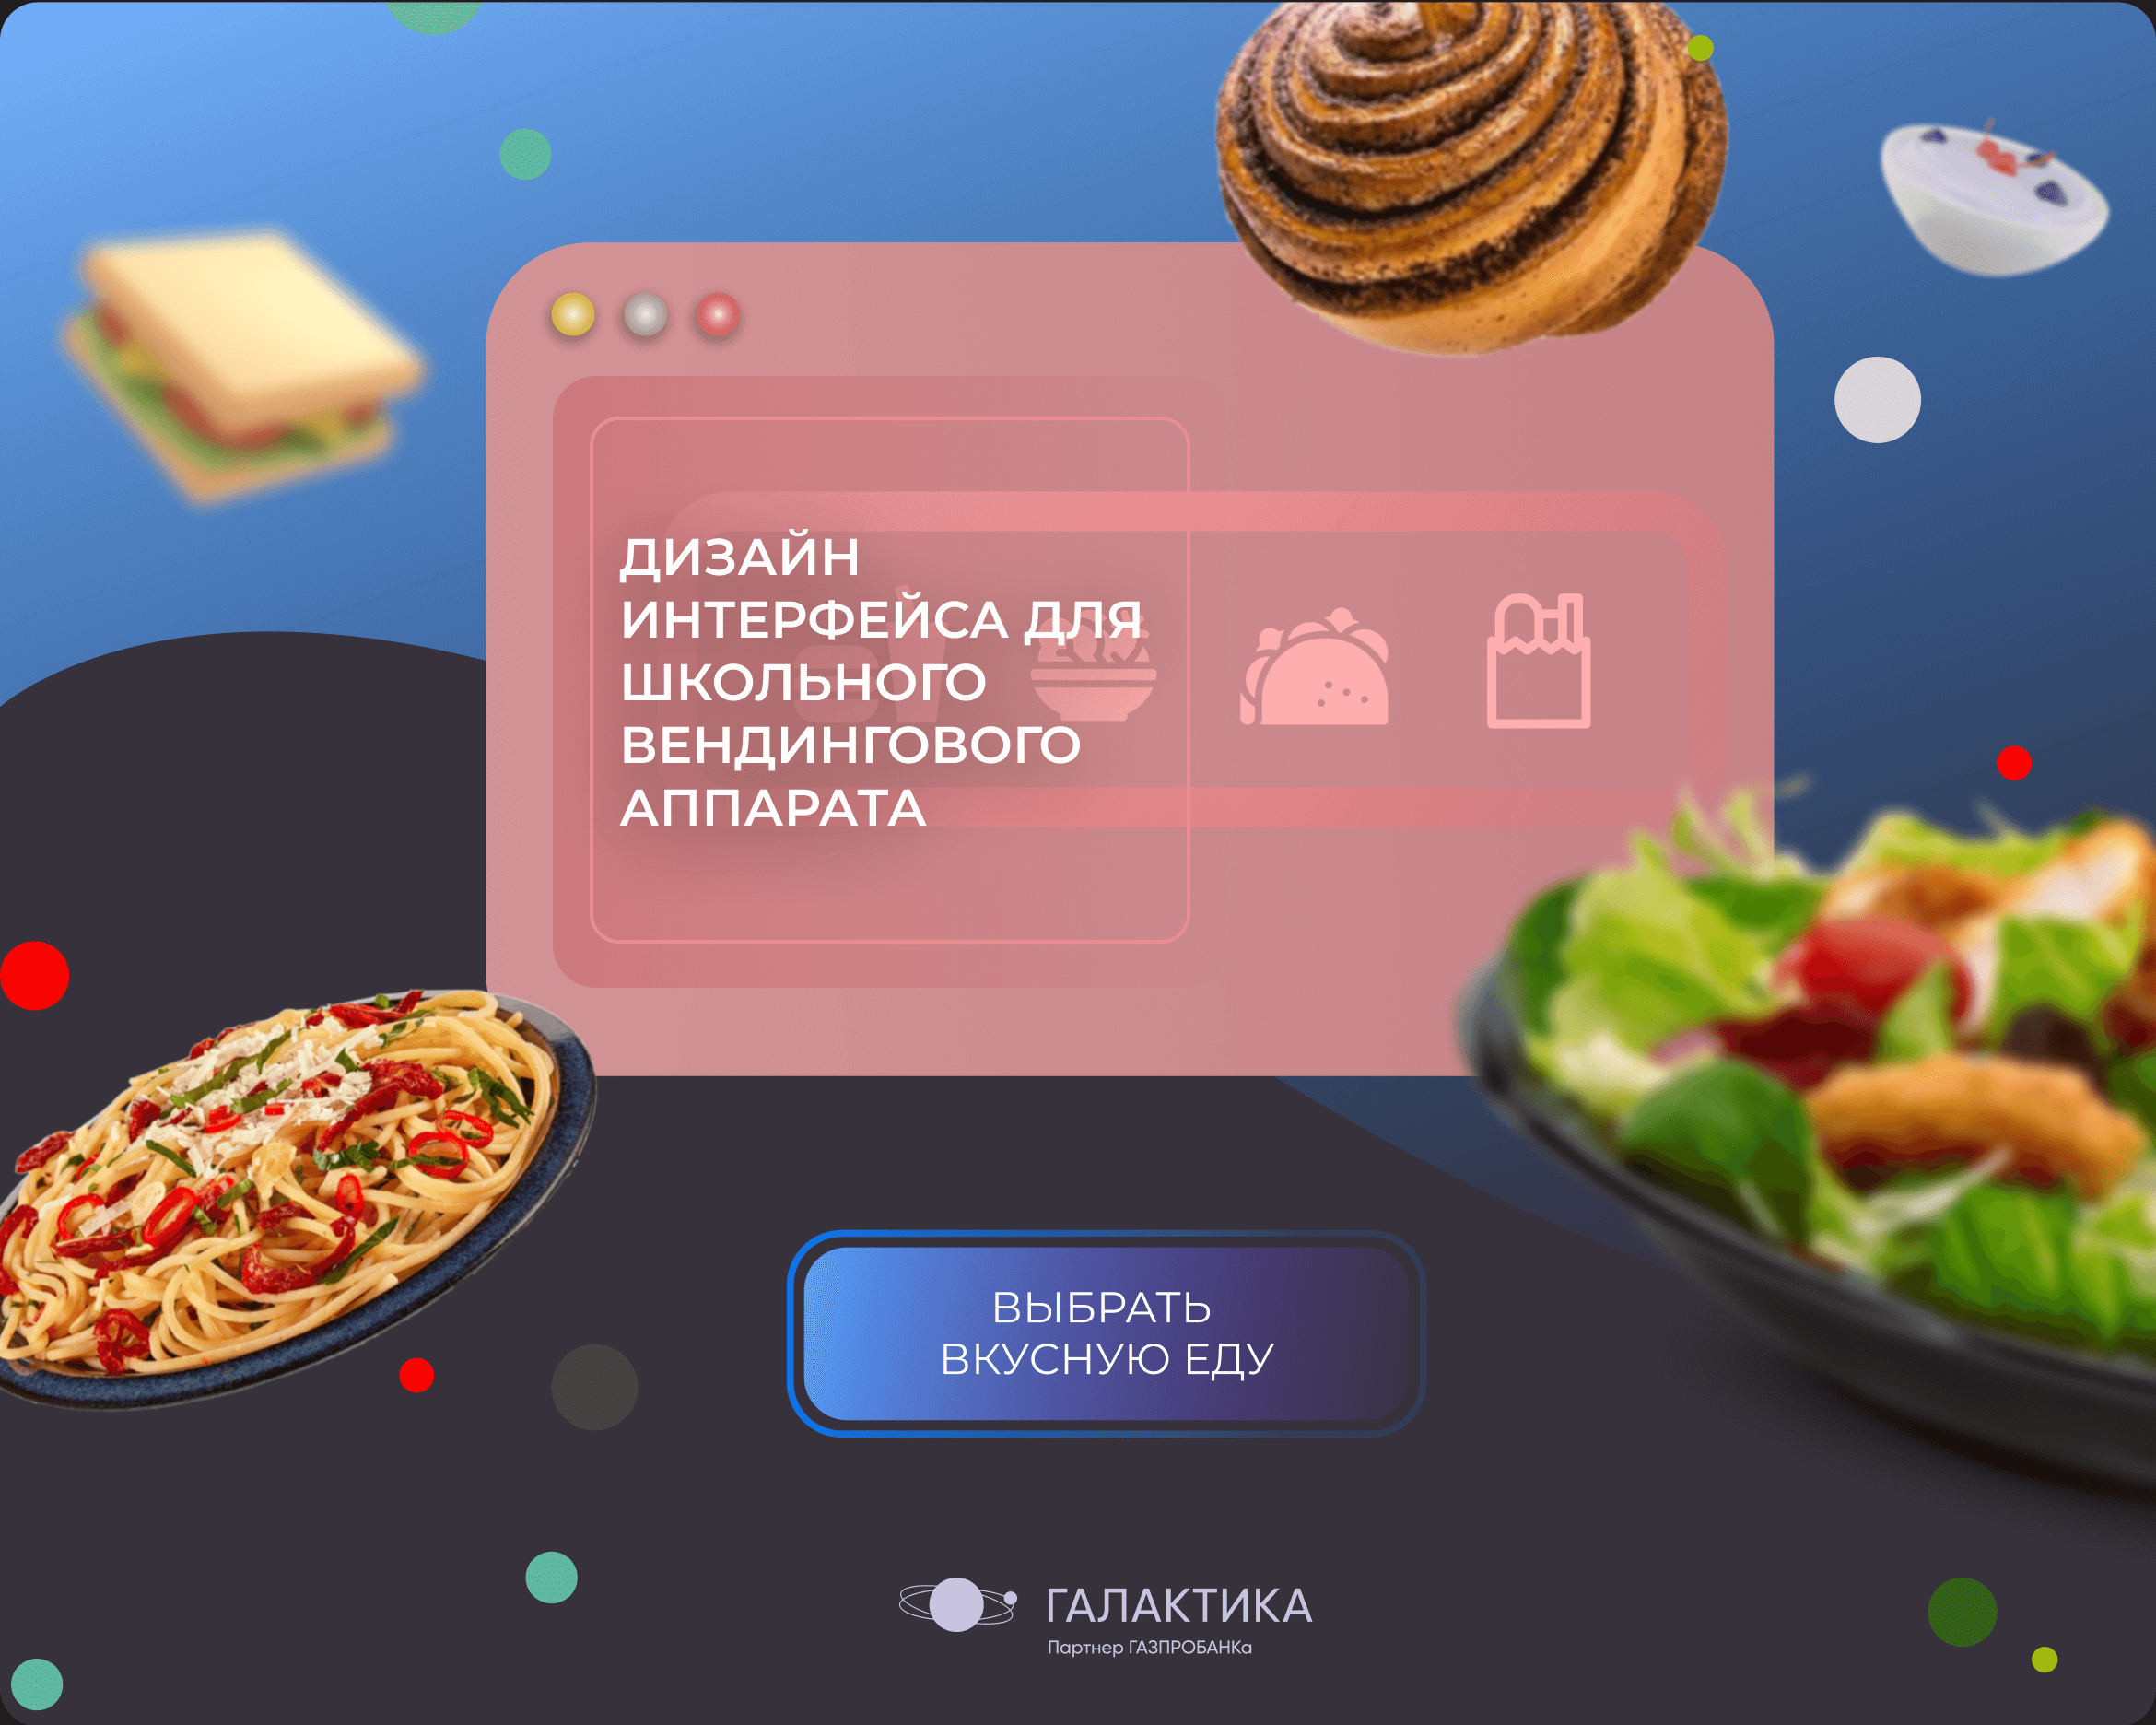 ДИЗАЙН
ИНТЕРФЕЙСА ДЛЯ
ШКОЛЬНОГО
ВЕНДИНГОВОГО
АППАРАТА
ВЫБРАТЬ
ВКУСНУЮ ЕДУ
ГАЛАКТИКА
Партнер ГАЗПРОБАНКа